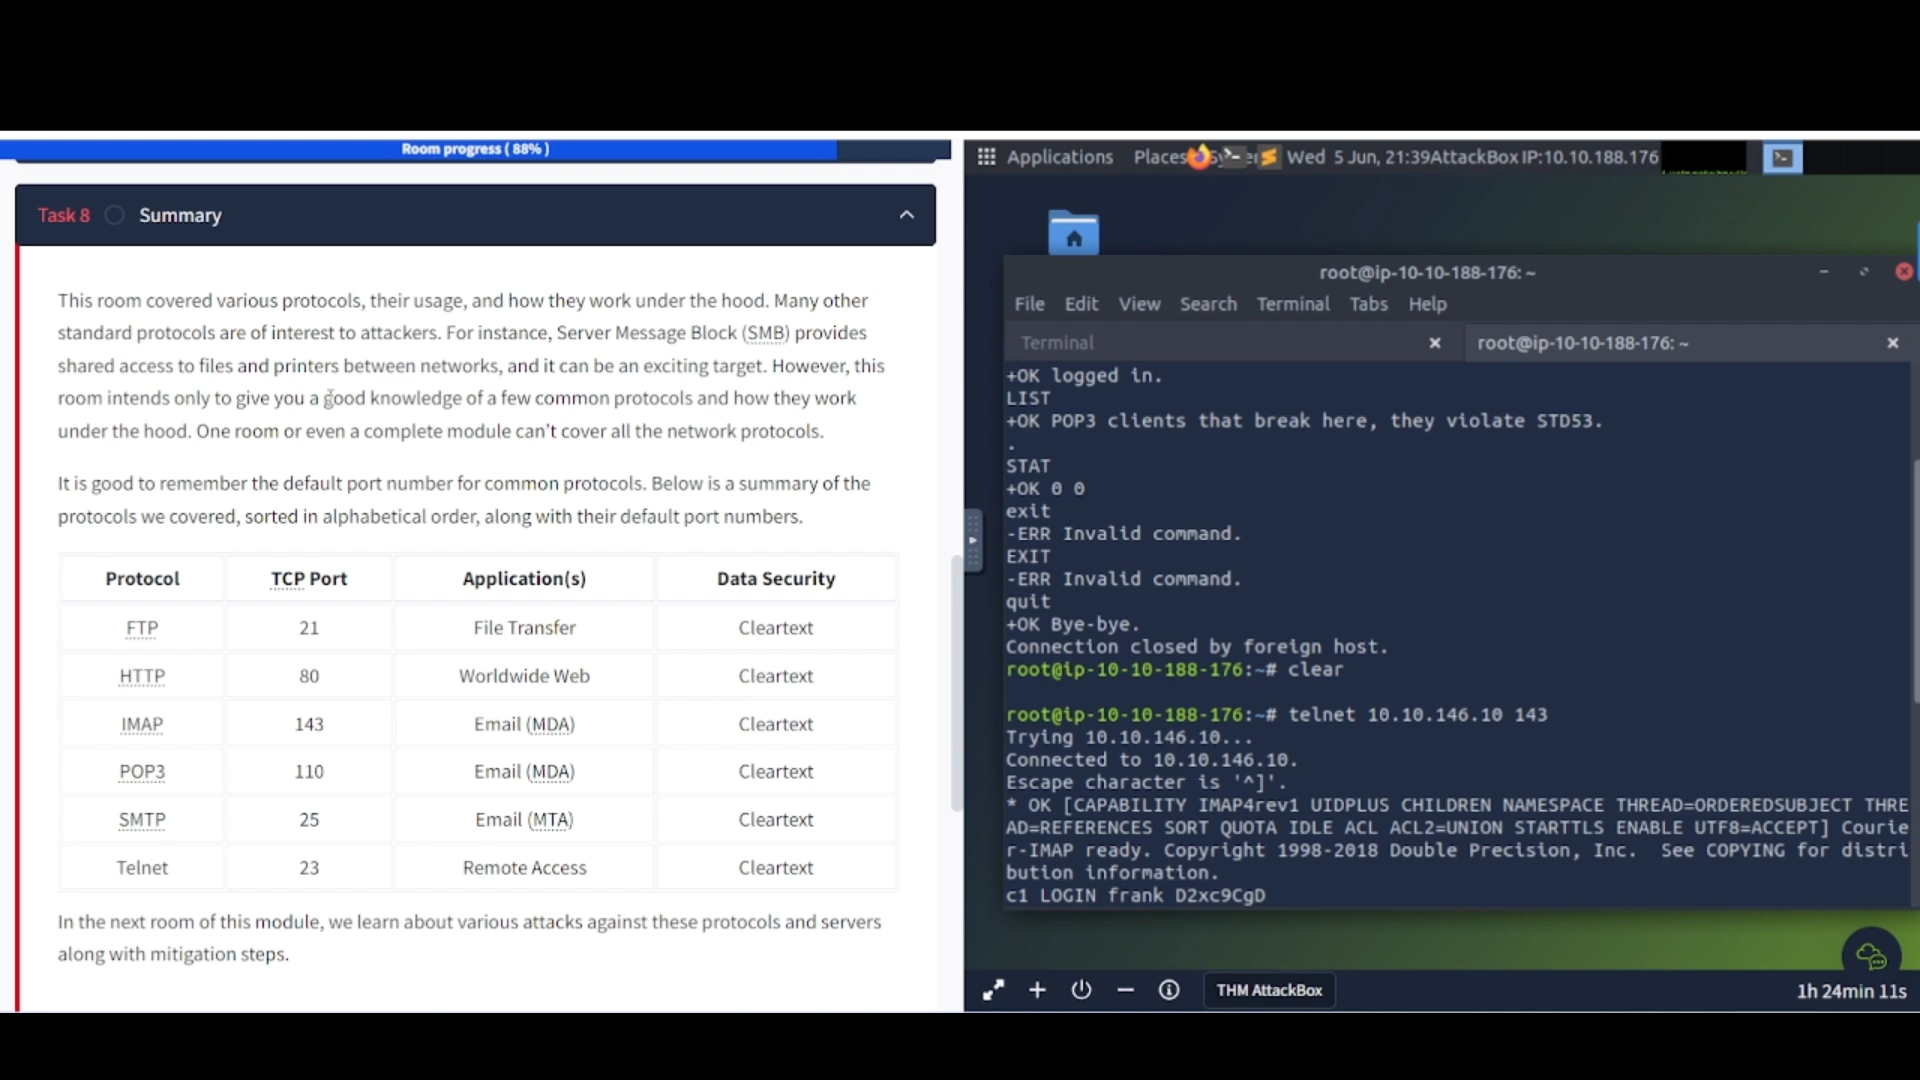 Room progress ( 88% )
Task 8 Summary
This room covered various protocols, their usage, and how they work under the hood. Many other
standard protocols are of interest to attackers. For instance, Server Message Block (SMB) provides
shared access to files and printers between networks, and it can be an exciting target. However, this
room intends only to give you a good knowledge of a few common protocols and how they work
under the hood. One room or even a complete module can't cover all the network protocols.
It is good to remember the default port number for common protocols. Below is a summary of the
protocols we covered, sorted in alphabetical order, along with their default port numbers.
Protocol TCP Port Application(s) Data Security
FTP 21 File Transfer Cleartext
HTTP 80 Worldwide Web Cleartext
IMAP 143 Email (MDA) Cleartext
POP3 110 Email (MDA) Cleartext
SMTP 25 Email (MTA) Cleartext
Telnet 23 Remote Access Cleartext
In the next room of this module, we learn about various attacks against these protocols and servers
along with mitigation steps.
Applications Places Wed 5 Jun, 21:39 AttackBox IP:10.10.188.176
root@ip-10-10-188-176: ~
File Edit View Search Terminal Tabs Help
Terminal root@ip-10-10-188-176: ~
+OK logged in.
LIST
+OK POP3 clients that break here, they violate STD53.
.
STAT
+OK 0 0
exit
-ERR Invalid command.
EXIT
-ERR Invalid command.
quit
+OK Bye-bye.
Connection closed by foreign host.
root@ip-10-10-188-176:~# clear
root@ip-10-10-188-176:~# telnet 10.10.146.10 143
Trying 10.10.146.10...
Connected to 10.10.146.10.
Escape character is '^]'.
* OK [CAPABILITY IMAP4rev1 UIDPLUS CHILDREN NAMESPACE THREAD=ORDEREDSUBJECT THRE
AD=REFERENCES SORT QUOTA IDLE ACL ACL2=UNION STARTTLS ENABLE UTF8=ACCEPT] Courie
r-IMAP ready. Copyright 1998-2018 Double Precision, Inc.  See COPYING for distri
bution information.
c1 LOGIN frank D2xc9CgD
THM AttackBox
1h 24min 11s